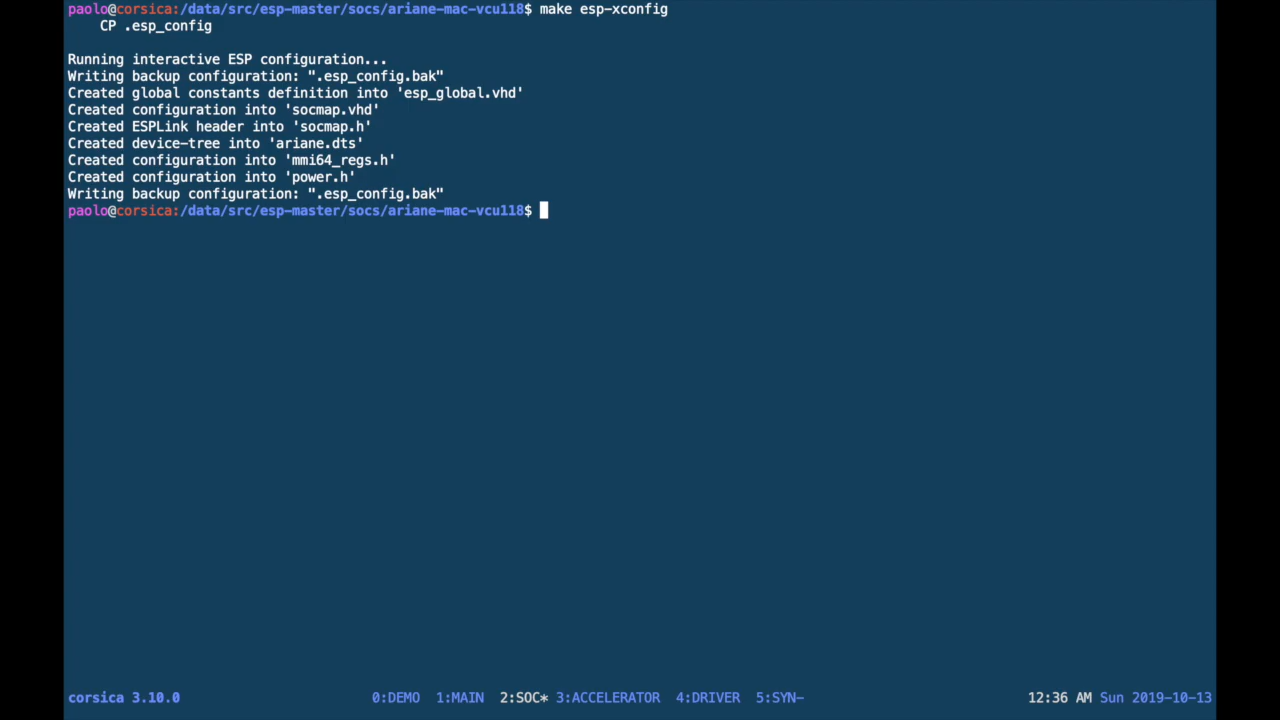 paolo@corsica:/data/src/esp-master/socs/ariane-mac-vcu118$ make esp-xconfig
    CP .esp_config
Running interactive ESP configuration...
Writing backup configuration: ".esp_config.bak"
Created global constants definition into 'esp_global.vhd'
Created configuration into 'socmap.vhd'
Created ESPLink header into 'socmap.h'
Created device-tree into 'ariane.dts'
Created configuration into 'mmi64_regs.h'
Created configuration into 'power.h'
Writing backup configuration: ".esp_config.bak"
paolo@corsica:/data/src/esp-master/socs/ariane-mac-vcu118$
corsica 3.10.0 0:DEMO 1:MAIN 2:SOC* 3:ACCELERATOR 4:DRIVER 5:SYN- 12:36 AM Sun 2019-10-13